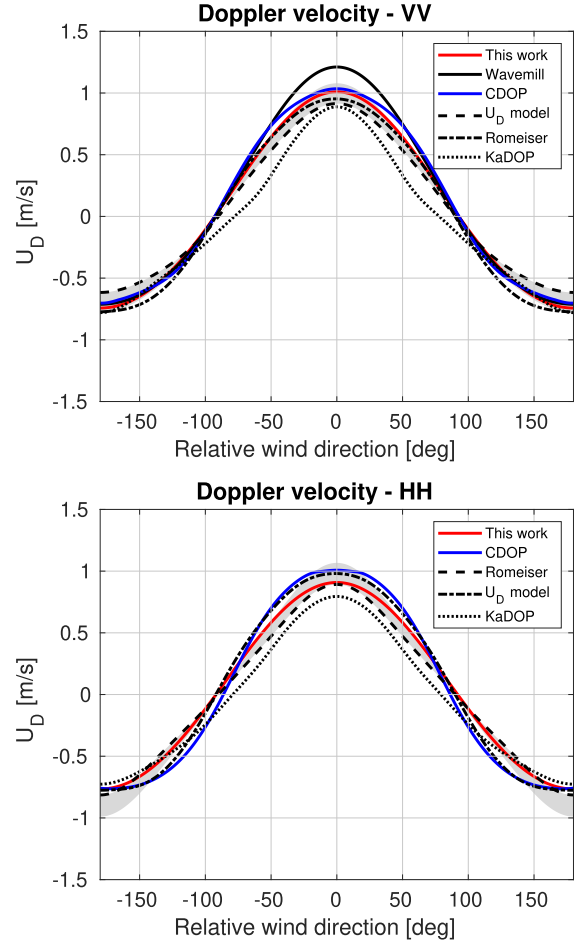 Doppler velocity - VV
1.5
1
0.5
0
-0.5
-1
-1.5
U_D [m/s]
This work
Wavemill
CDOP
U_D model
Romeiser
KaDOP
-150 -100 -50 0 50 100 150
Relative wind direction [deg]
Doppler velocity - HH
1.5
1
0.5
0
-0.5
-1
-1.5
U_D [m/s]
This work
CDOP
Romeiser
U_D model
KaDOP
-150 -100 -50 0 50 100 150
Relative wind direction [deg]